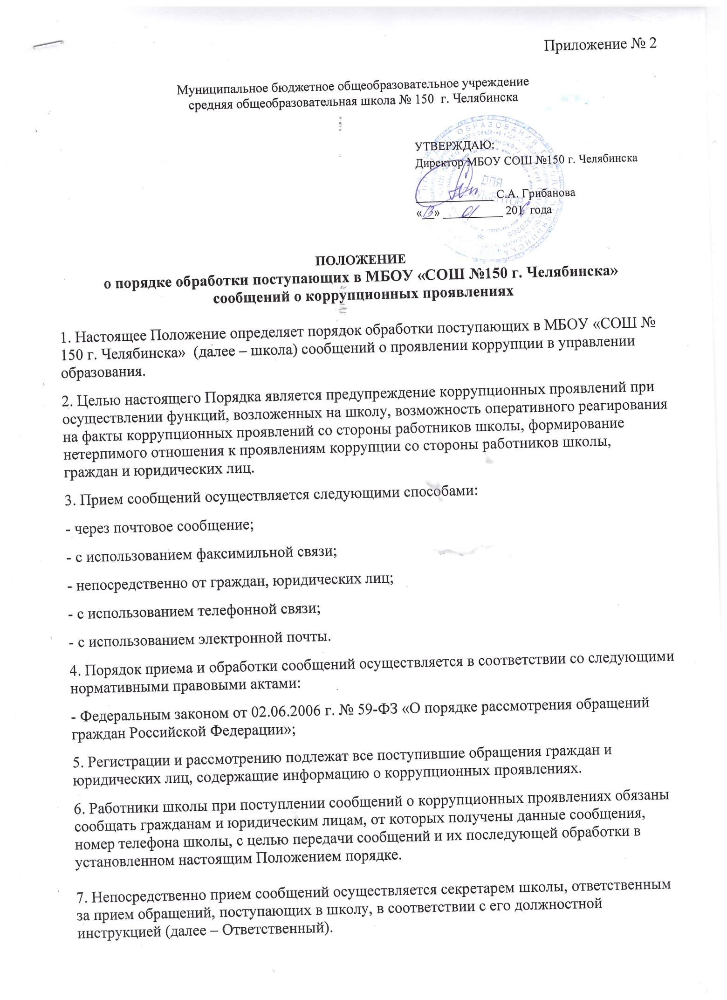 Приложение № 2
Муниципальное бюджетное общеобразовательное учреждение
средняя общеобразовательная школа № 150 г. Челябинска
УТВЕРЖДАЮ:
Директор МБОУ СОШ №150 г. Челябинска
С.А. Грибанова
«13» 01 2016 года
ДЛЯ
ДОКУМЕНТОВ
ПОЛОЖЕНИЕ
о порядке обработки поступающих в МБОУ «СОШ №150 г. Челябинска»
сообщений о коррупционных проявлениях
1. Настоящее Положение определяет порядок обработки поступающих в МБОУ «СОШ №
150 г. Челябинска» (далее – школа) сообщений о проявлении коррупции в управлении
образования.
2. Целью настоящего Порядка является предупреждение коррупционных проявлений при
осуществлении функций, возложенных на школу, возможность оперативного реагирования
на факты коррупционных проявлений со стороны работников школы, формирование
нетерпимого отношения к проявлениям коррупции со стороны работников школы,
граждан и юридических лиц.
3. Прием сообщений осуществляется следующими способами:
- через почтовое сообщение;
- с использованием факсимильной связи;
- непосредственно от граждан, юридических лиц;
- с использованием телефонной связи;
- с использованием электронной почты.
4. Порядок приема и обработки сообщений осуществляется в соответствии со следующими
нормативными правовыми актами:
- Федеральным законом от 02.06.2006 г. № 59-ФЗ «О порядке рассмотрения обращений
граждан Российской Федерации»;
5. Регистрации и рассмотрению подлежат все поступившие обращения граждан и
юридических лиц, содержащие информацию о коррупционных проявлениях.
6. Работники школы при поступлении сообщений о коррупционных проявлениях обязаны
сообщать гражданам и юридическим лицам, от которых получены данные сообщения,
номер телефона школы, с целью передачи сообщений и их последующей обработки в
установленном настоящим Положением порядке.
7. Непосредственно прием сообщений осуществляется секретарем школы, ответственным
за прием обращений, поступающих в школу, в соответствии с его должностной
инструкцией (далее – Ответственный).